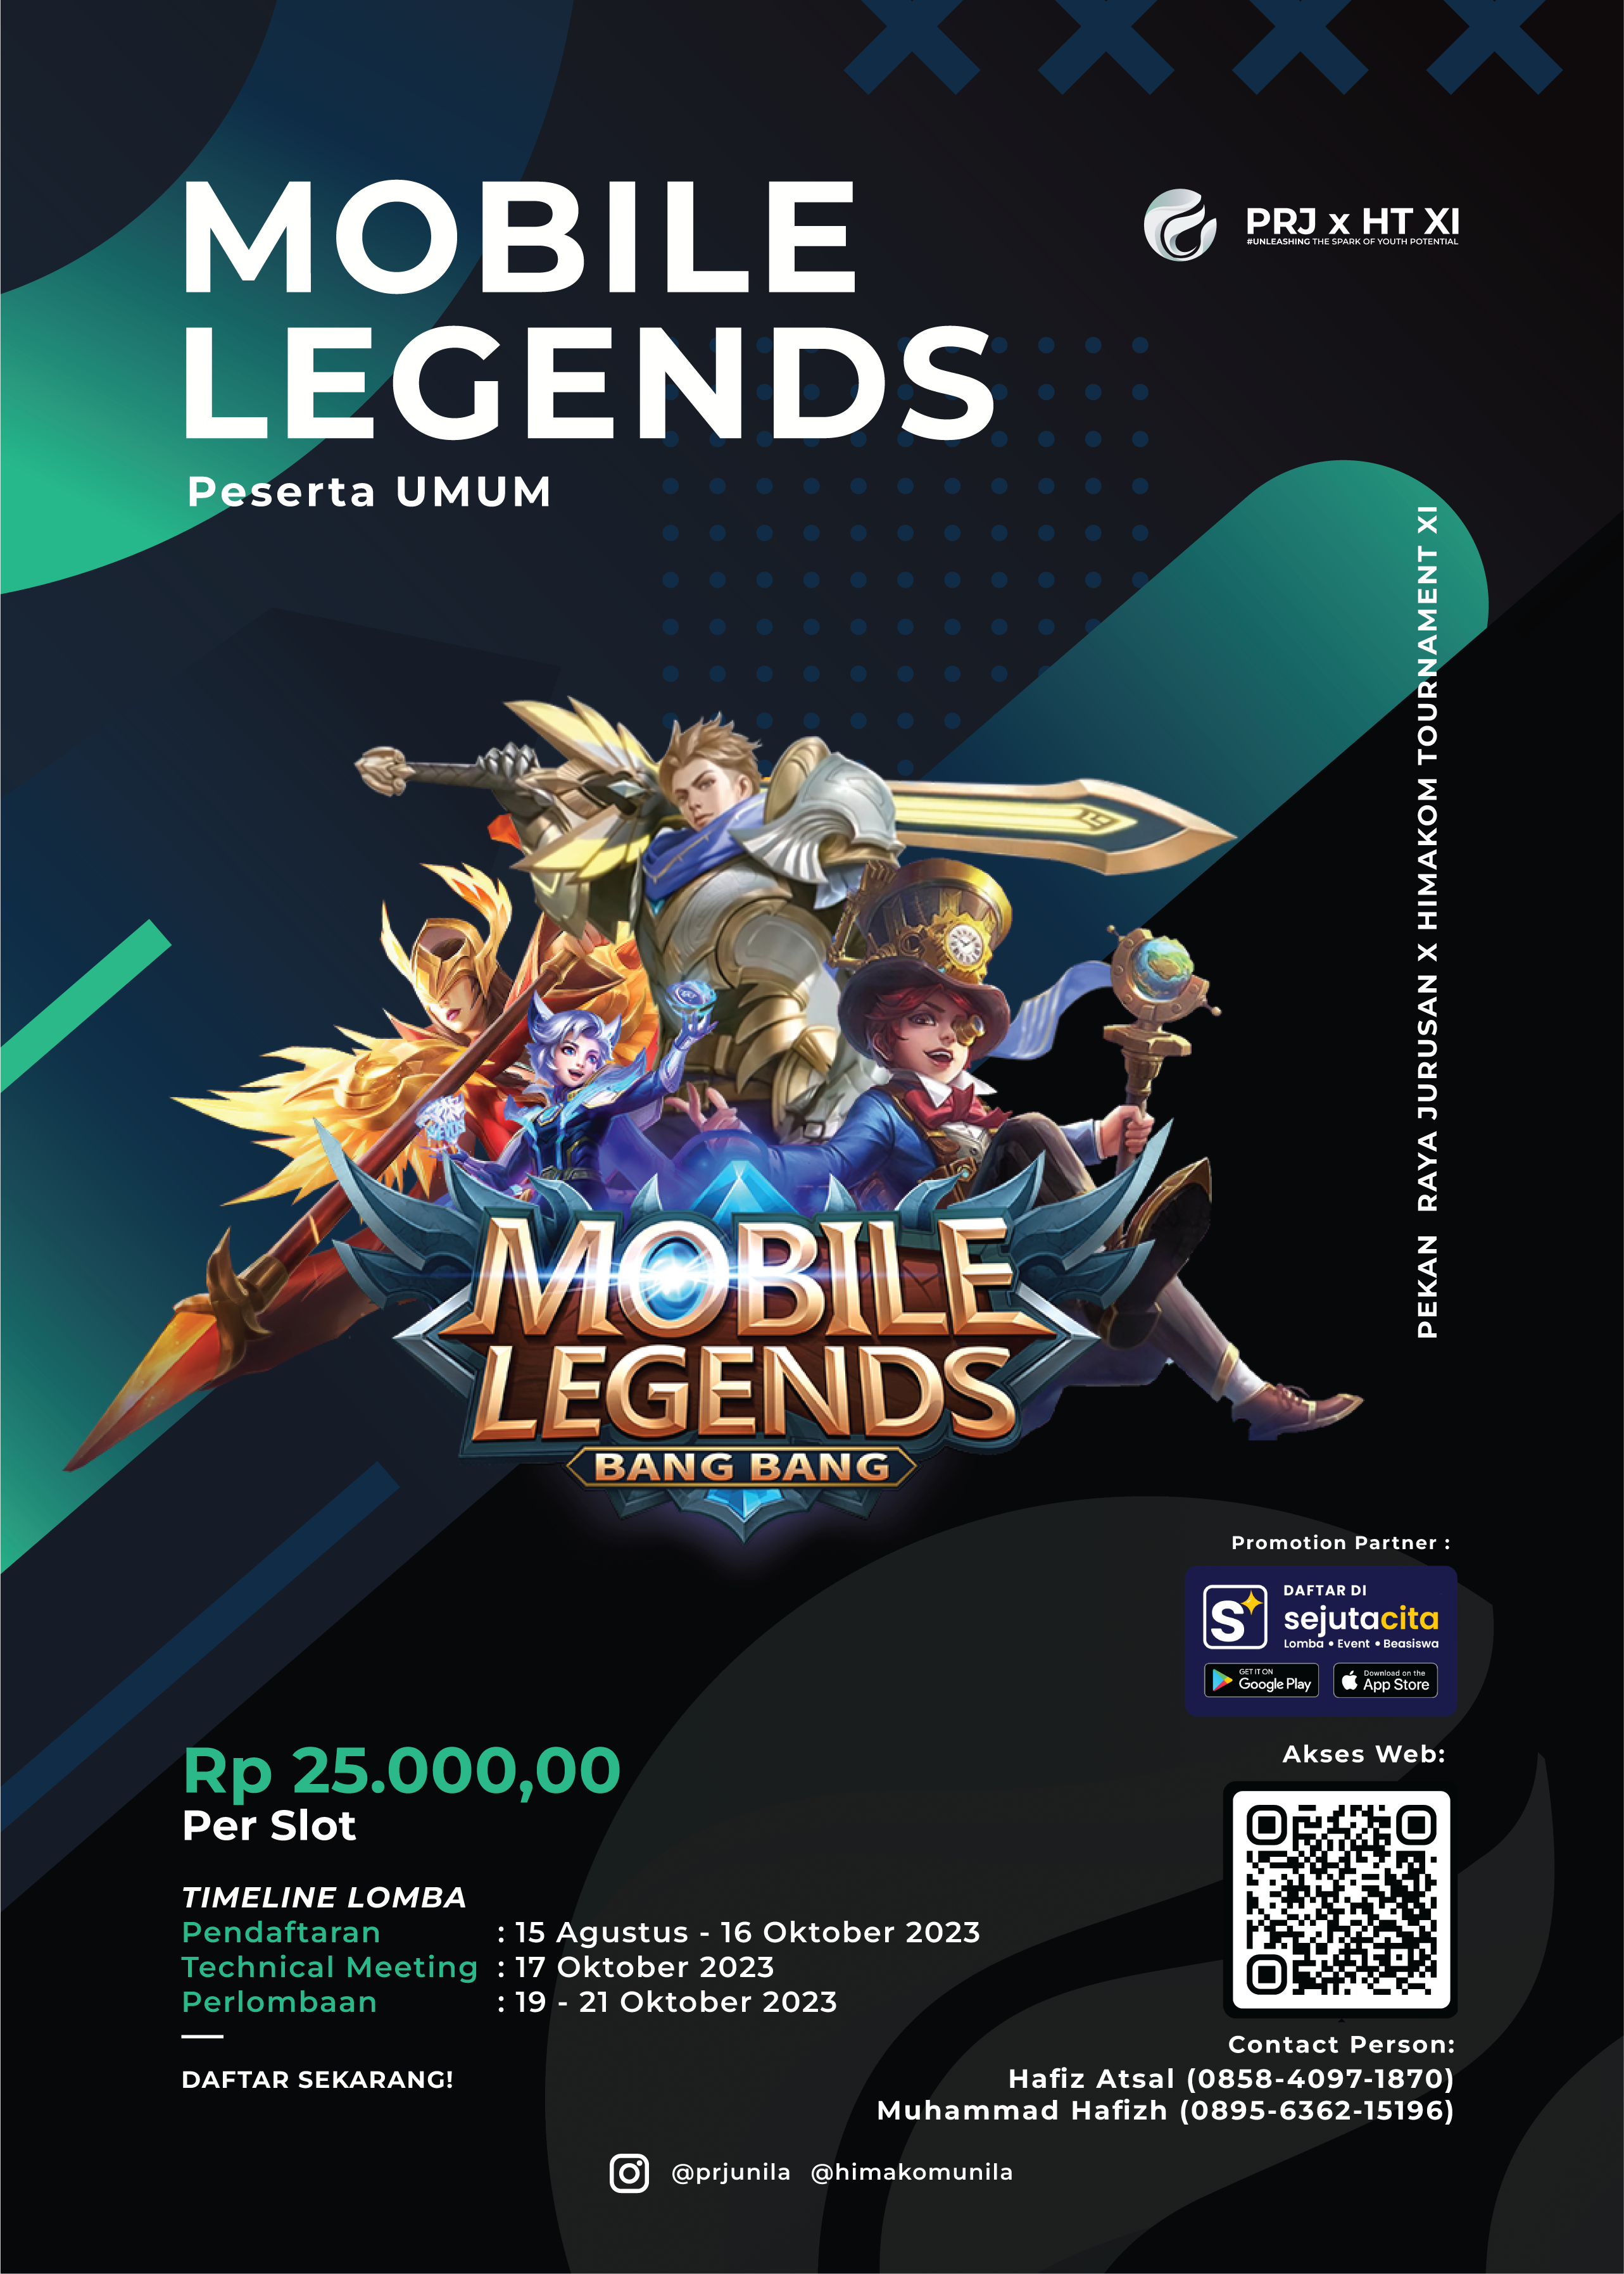 MOBILE
LEGENDS
Peserta UMUM
PRJ x HT XI
#UNLEASHING THE SPARK OF YOUTH POTENTIAL
PEKAN RAYA JURUSAN X HIMAKOM TOURNAMENT XI
MOBILE
LEGENDS
BANG BANG
Promotion Partner :
S
DAFTAR DI
sejutacita
Lomba • Event • Beasiswa
GET IT ON
Google Play
Download on the
App Store
Akses Web:
Rp 25.000,00
Per Slot
TIMELINE LOMBA
Pendaftaran : 15 Agustus - 16 Oktober 2023
Technical Meeting : 17 Oktober 2023
Perlombaan : 19 - 21 Oktober 2023
DAFTAR SEKARANG!
Contact Person:
Hafiz Atsal (0858-4097-1870)
Muhammad Hafizh (0895-6362-15196)
@prjunila @himakomunila